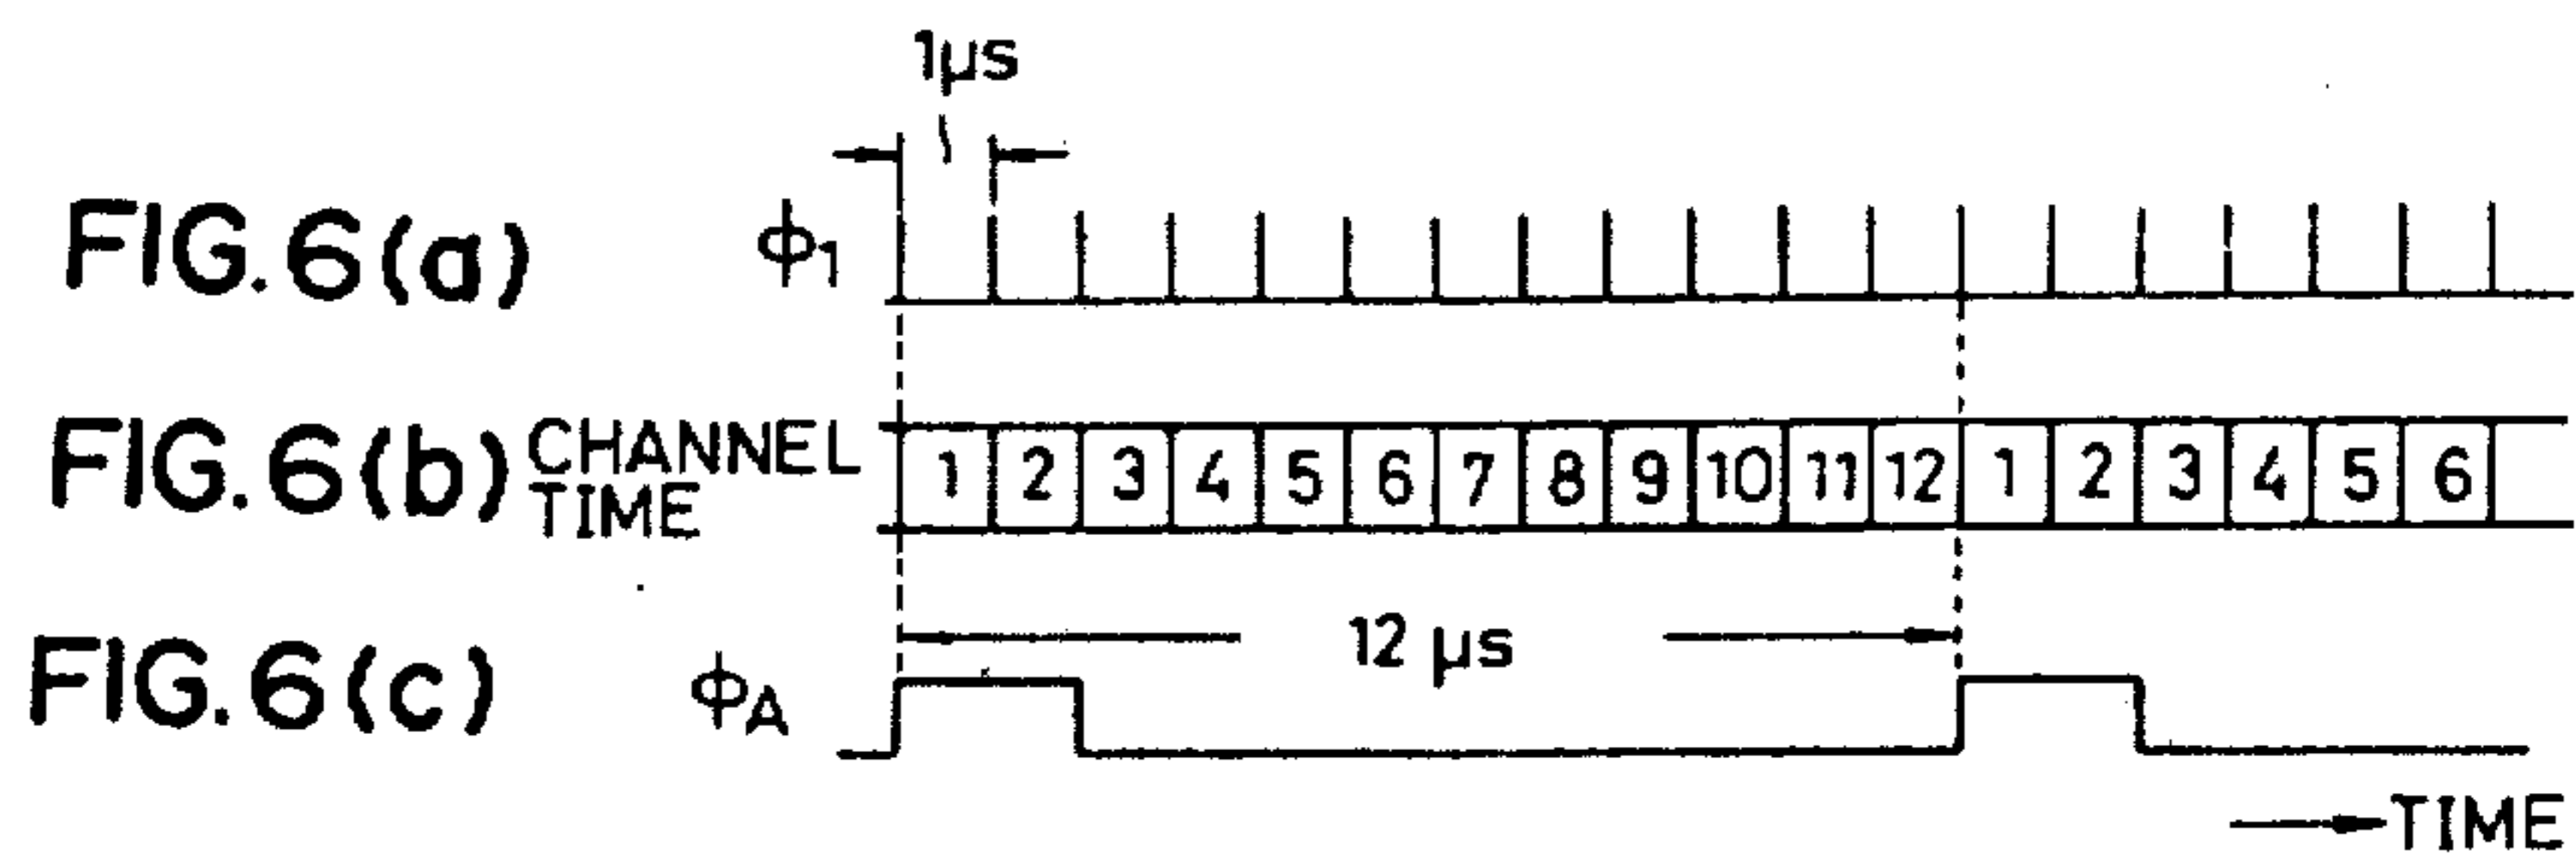 1μs
FIG.6(a) ϕ1
FIG.6(b) CHANNEL TIME 1 2 3 4 5 6 7 8 9 10 11 12 1 2 3 4 5 6
12 μs
FIG.6(c) ϕA
TIME